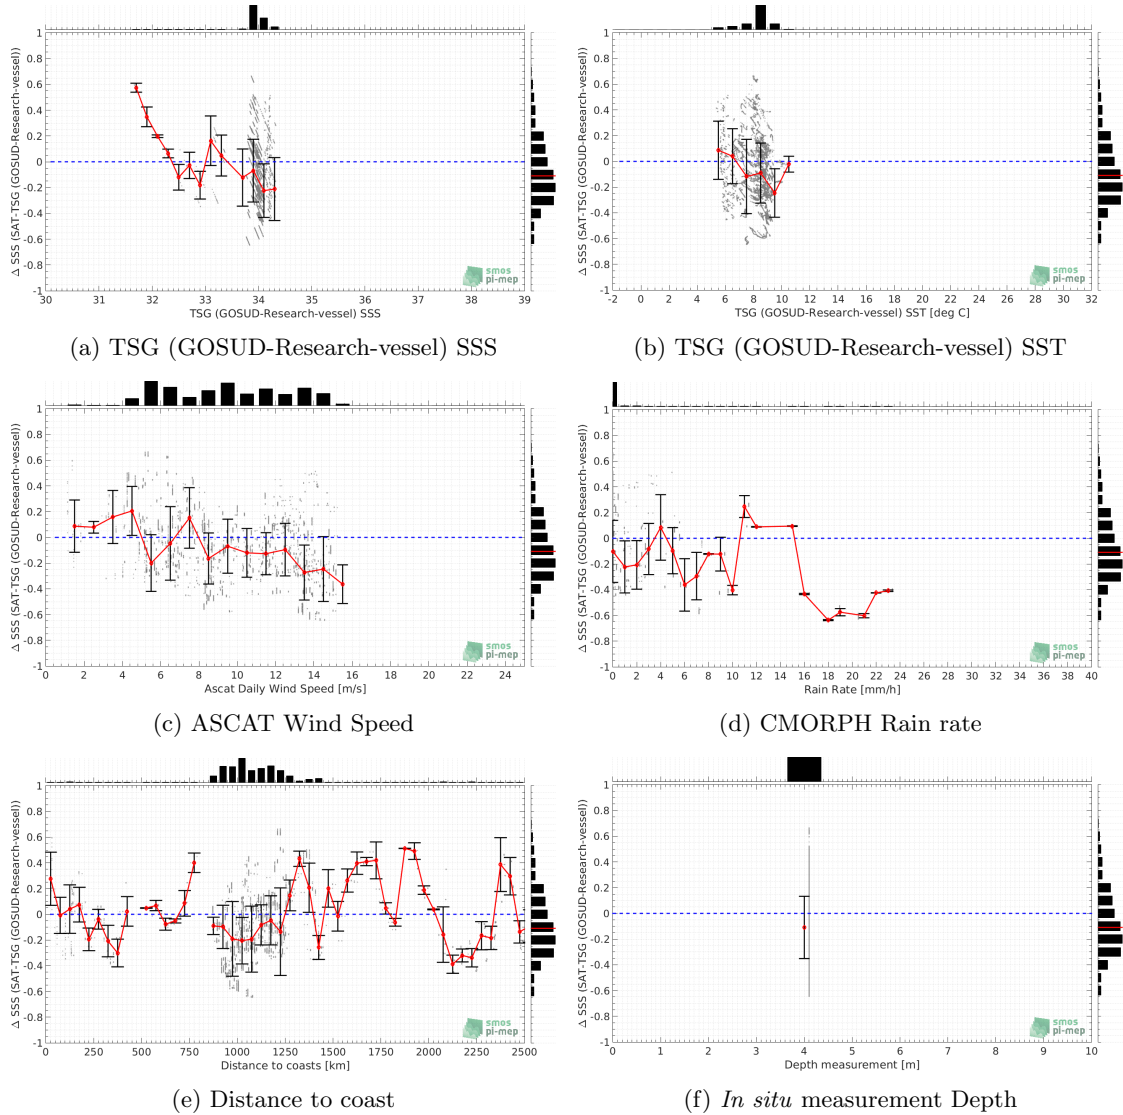 1
0.8
0.6
0.4
0.2
0
-0.2
-0.4
-0.6
-0.8
-1
Δ SSS (SAT-TSG (GOSUD-Research-vessel))
30 31 32 33 34 35 36 37 38 39
TSG (GOSUD-Research-vessel) SSS
smos
pi-mep
(a) TSG (GOSUD-Research-vessel) SSS
1
0.8
0.6
0.4
0.2
0
-0.2
-0.4
-0.6
-0.8
-1
Δ SSS (SAT-TSG (GOSUD-Research-vessel))
-2 0 2 4 6 8 10 12 14 16 18 20 22 24 26 28 30 32
TSG (GOSUD-Research-vessel) SST [deg C]
smos
pi-mep
(b) TSG (GOSUD-Research-vessel) SST
1
0.8
0.6
0.4
0.2
0
-0.2
-0.4
-0.6
-0.8
-1
Δ SSS (SAT-TSG (GOSUD-Research-vessel))
0 2 4 6 8 10 12 14 16 18 20 22 24
Ascat Daily Wind Speed [m/s]
smos
pi-mep
(c) ASCAT Wind Speed
1
0.8
0.6
0.4
0.2
0
-0.2
-0.4
-0.6
-0.8
-1
Δ SSS (SAT-TSG (GOSUD-Research-vessel))
0 2 4 6 8 10 12 14 16 18 20 22 24 26 28 30 32 34 36 38 40
Rain Rate [mm/h]
smos
pi-mep
(d) CMORPH Rain rate
1
0.8
0.6
0.4
0.2
0
-0.2
-0.4
-0.6
-0.8
-1
Δ SSS (SAT-TSG (GOSUD-Research-vessel))
0 250 500 750 1000 1250 1500 1750 2000 2250 2500
Distance to coasts [km]
smos
pi-mep
(e) Distance to coast
1
0.8
0.6
0.4
0.2
0
-0.2
-0.4
-0.6
-0.8
-1
Δ SSS (SAT-TSG (GOSUD-Research-vessel))
0 1 2 3 4 5 6 7 8 9 10
Depth measurement [m]
smos
pi-mep
(f) In situ measurement Depth